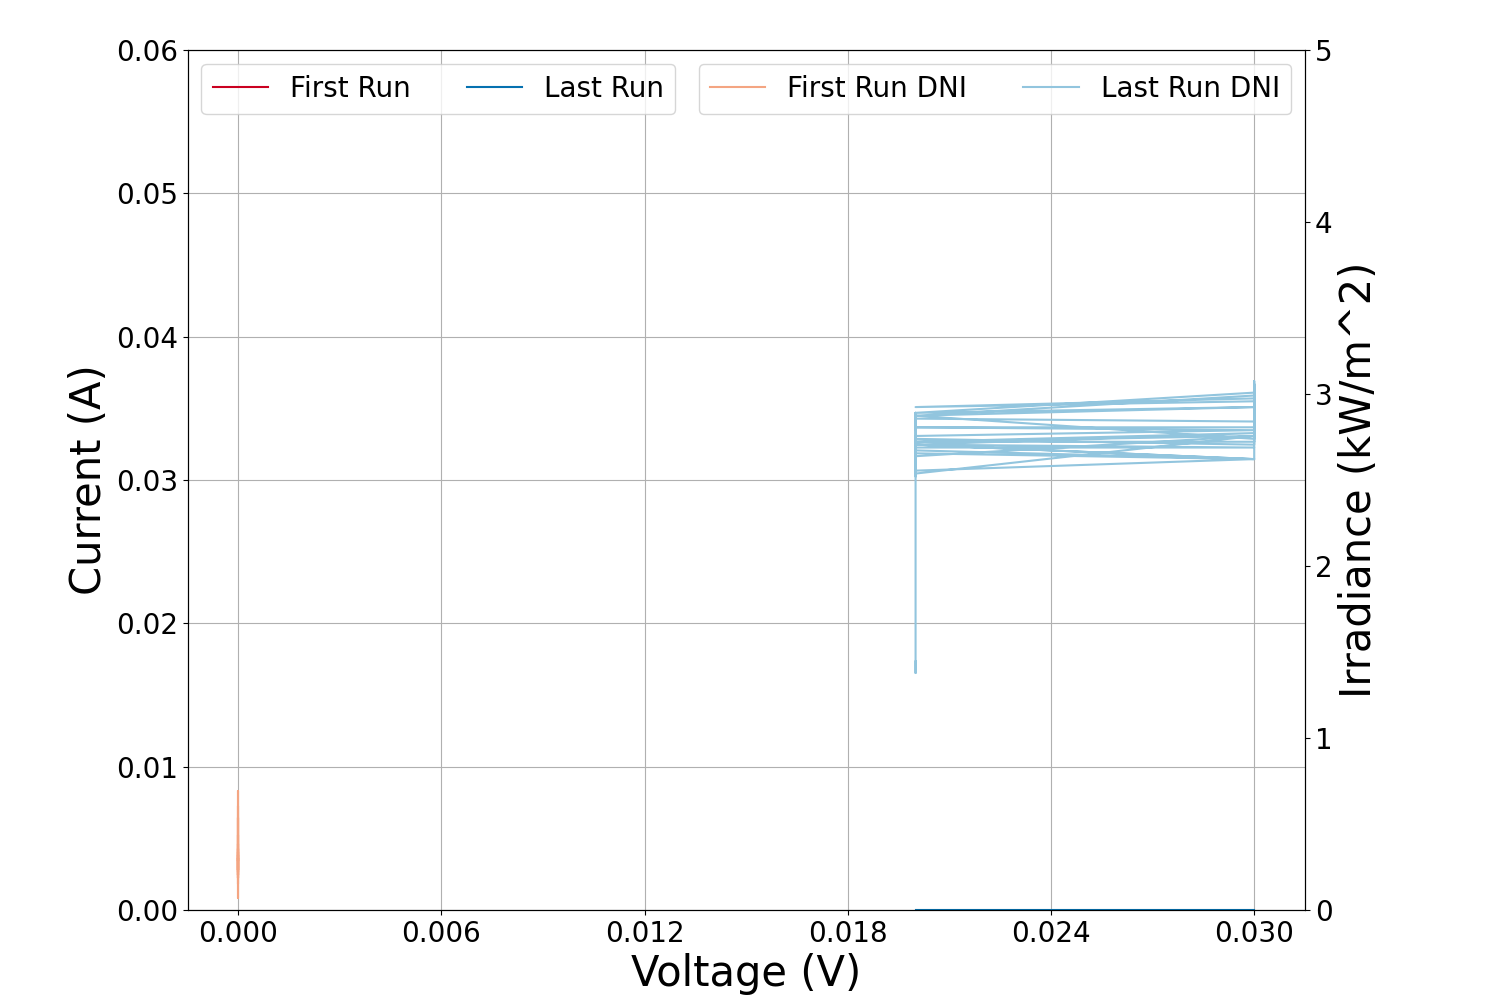 First Run
Last Run
First Run DNI
Last Run DNI
Current (A)
0.06
0.05
0.04
0.03
0.02
0.01
0.00
5
4
3
2
1
0
Irradiance (kW/m^2)
0.000
0.006
0.012
0.018
0.024
0.030
Voltage (V)